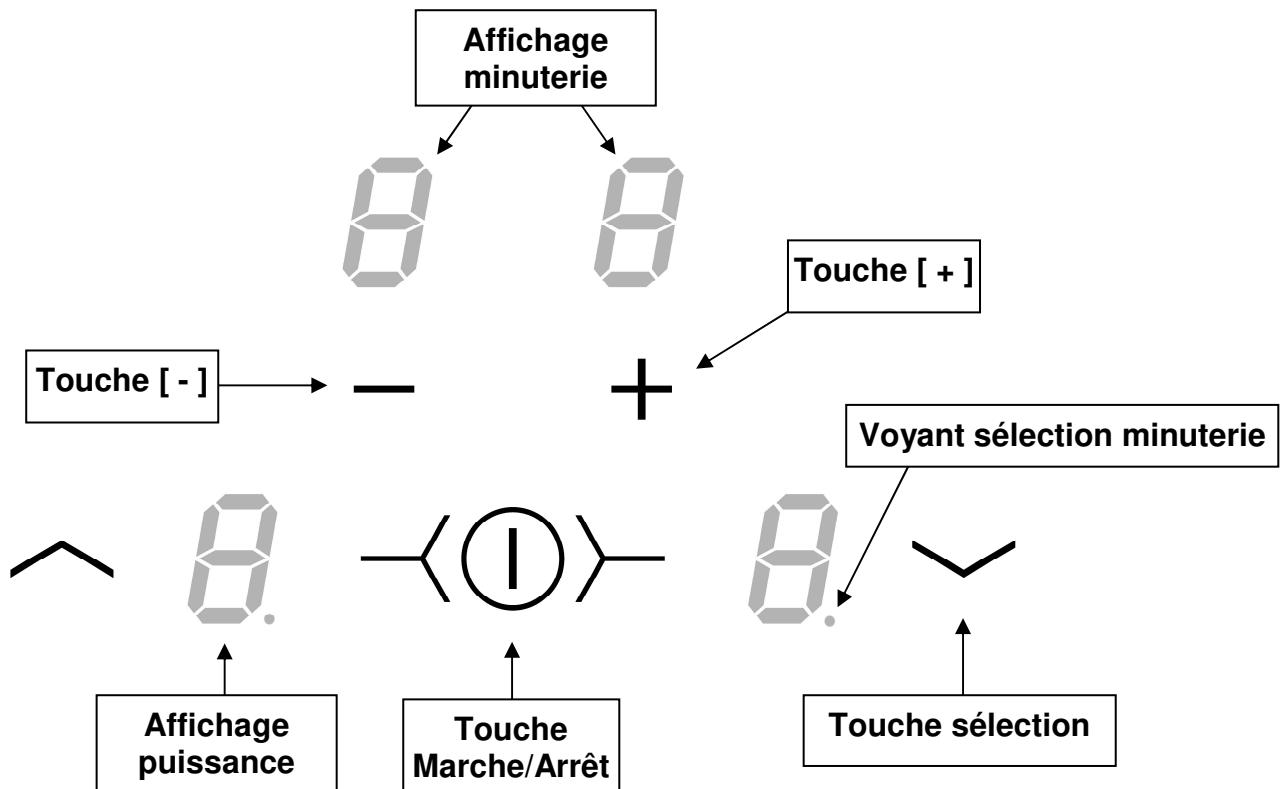 Affichage
minuterie
Touche [ + ]
Touche [ - ]
Voyant sélection minuterie
Affichage
puissance
Touche
Marche/Arrêt
Touche sélection